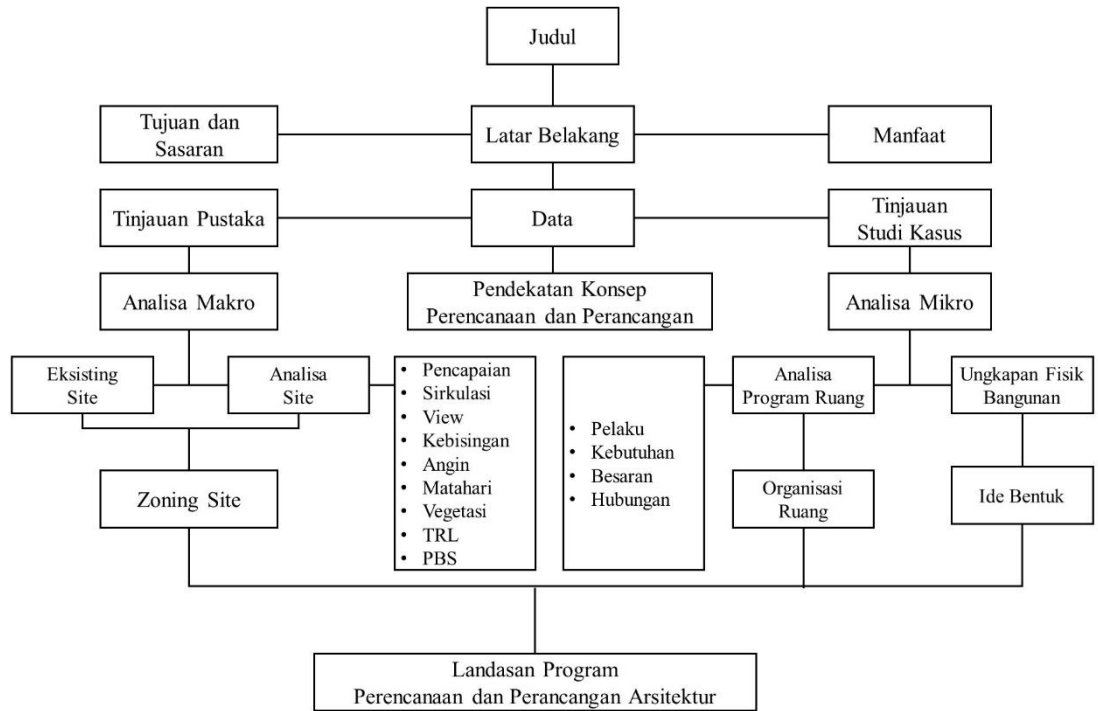 Judul
Tujuan dan
Sasaran
Latar Belakang
Manfaat
Tinjauan Pustaka
Data
Tinjauan
Studi Kasus
Analisa Makro
Pendekatan Konsep
Perencanaan dan Perancangan
Analisa Mikro
Eksisting
Site
Analisa
Site
• Pencapaian
• Sirkulasi
• View
• Kebisingan
• Angin
• Matahari
• Vegetasi
• TRL
• PBS
• Pelaku
• Kebutuhan
• Besaran
• Hubungan
Analisa
Program Ruang
Ungkapan Fisik
Bangunan
Zoning Site
Organisasi
Ruang
Ide Bentuk
Landasan Program
Perencanaan dan Perancangan Arsitektur